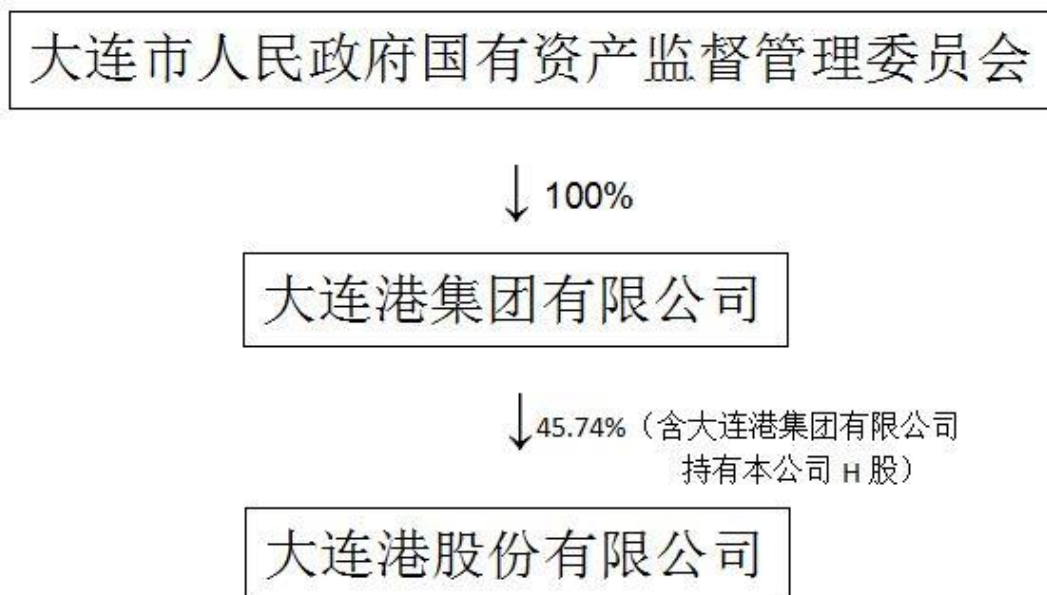 大连市人民政府国有资产监督管理委员会
100%
大连港集团有限公司
45.74%（含大连港集团有限公司
持有本公司 H 股）
大连港股份有限公司